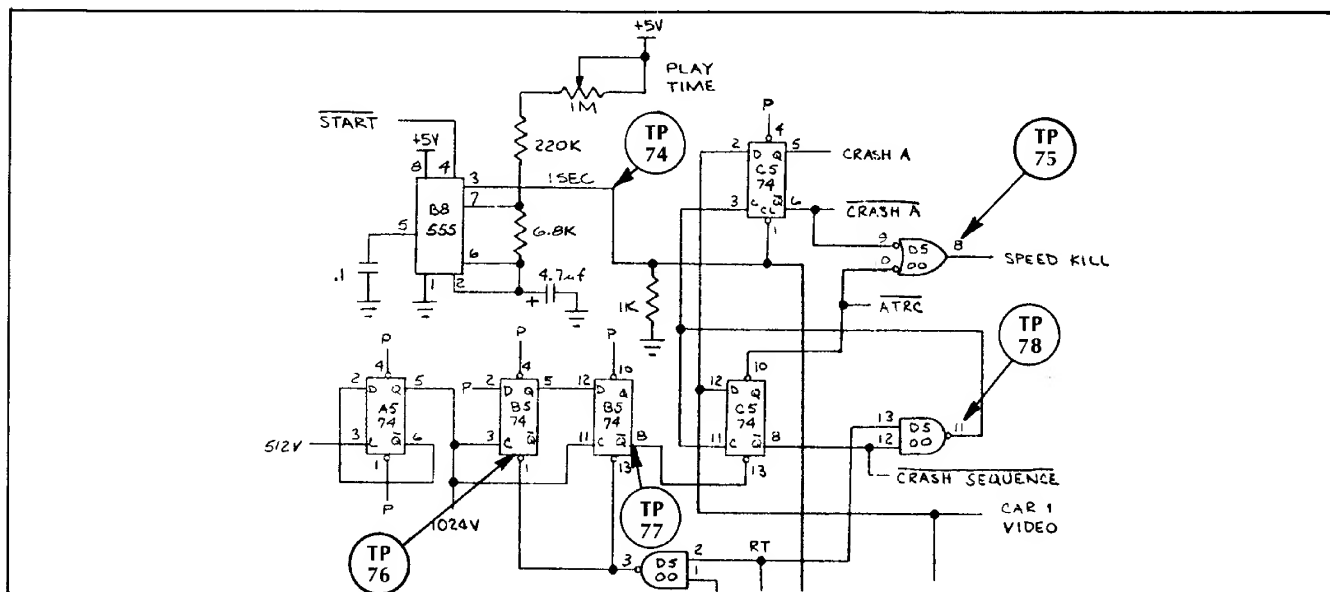 +5V
PLAY
TIME
1M
START
+5V
8 4
220K
TP
74
P
4
2 D Q 5 CRASH A
TP
75
3 1SEC
7
C5
74
B8
555
5
6
2
1
.1
6.8K
4.7uf
+
3 C Q 6 CRASH A
CL
1
9
0
D5
00
8
SPEED KILL
1K
ATRC
TP
78
P
4
2 D Q 5
A5
74
512V 3 C Q 6
1
P
P
4
P 2 D Q 5
B5
74
3 C Q
1
1024V
P
10
12 D Q
B5
74
11 C Q 8
13
10
12 D Q
C5
74
11 C Q 8
13
13
12
D5
00
11
CRASH SEQUENCE
CAR 1
VIDEO
TP
76
TP
77
3
D5
00
2
1
RT